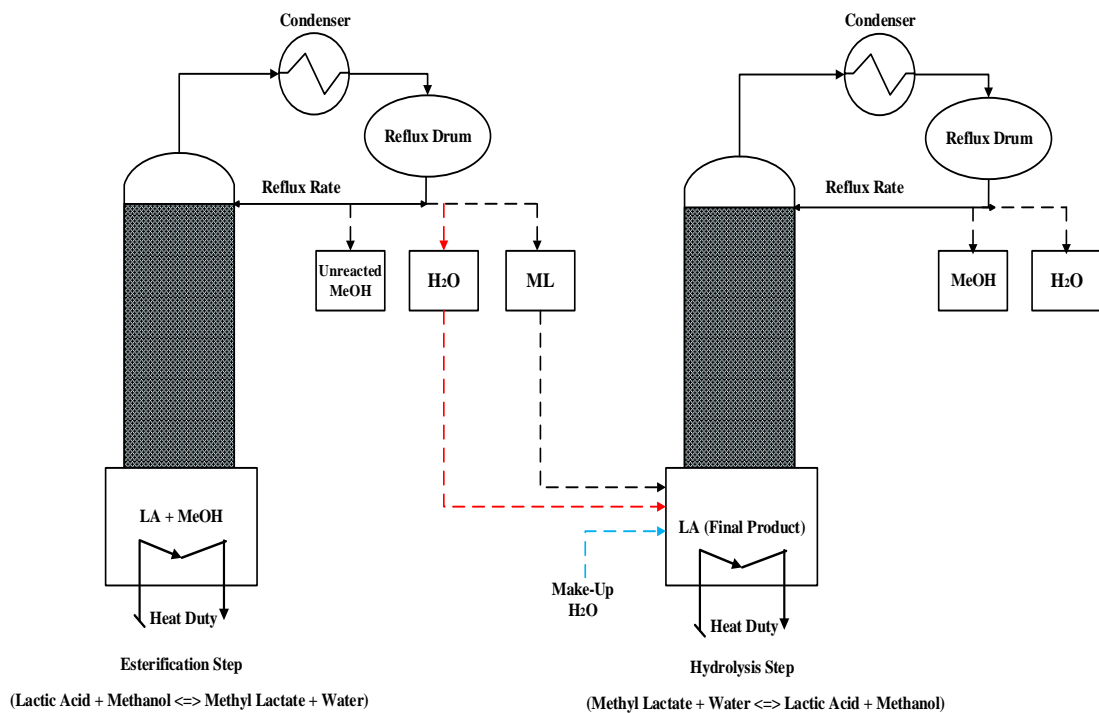 Condenser
Reflux Drum
Reflux Rate
Unreacted
MeOH
H2O
ML
LA + MeOH
Heat Duty
Esterification Step
(Lactic Acid + Methanol <=> Methyl Lactate + Water)
Condenser
Reflux Drum
Reflux Rate
MeOH
H2O
LA (Final Product)
Make-Up
H2O
Heat Duty
Hydrolysis Step
(Methyl Lactate + Water <=> Lactic Acid + Methanol)